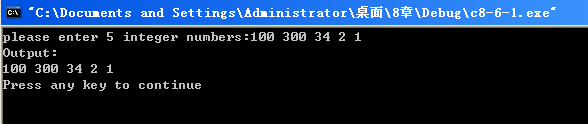 "C:\Documents and Settings\Administrator\桌面\8章\Debug\c8-6-1.exe"
please enter 5 integer numbers:100 300 34 2 1
Output:
100 300 34 2 1
Press any key to continue